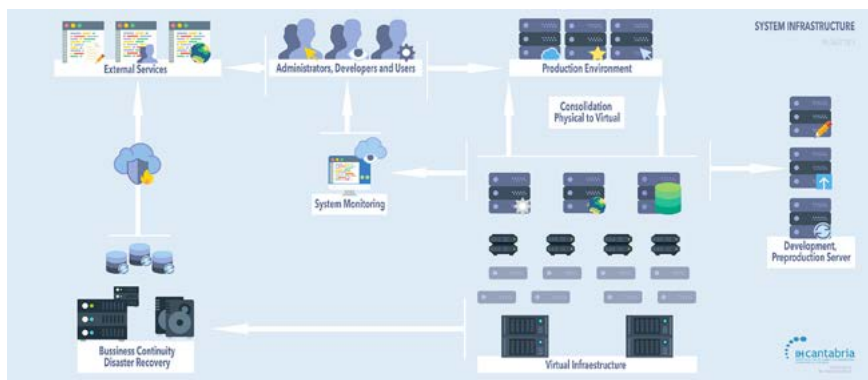 SYSTEM INFRASTRUCTURE
External Services
Administrators, Developers and Users
Production Environment
Consolidation
Physical to Virtual
System Monitoring
Development,
Preproduction Server
Bussiness Continuity
Disaster Recovery
Virtual Infraestructure
IHcantabria